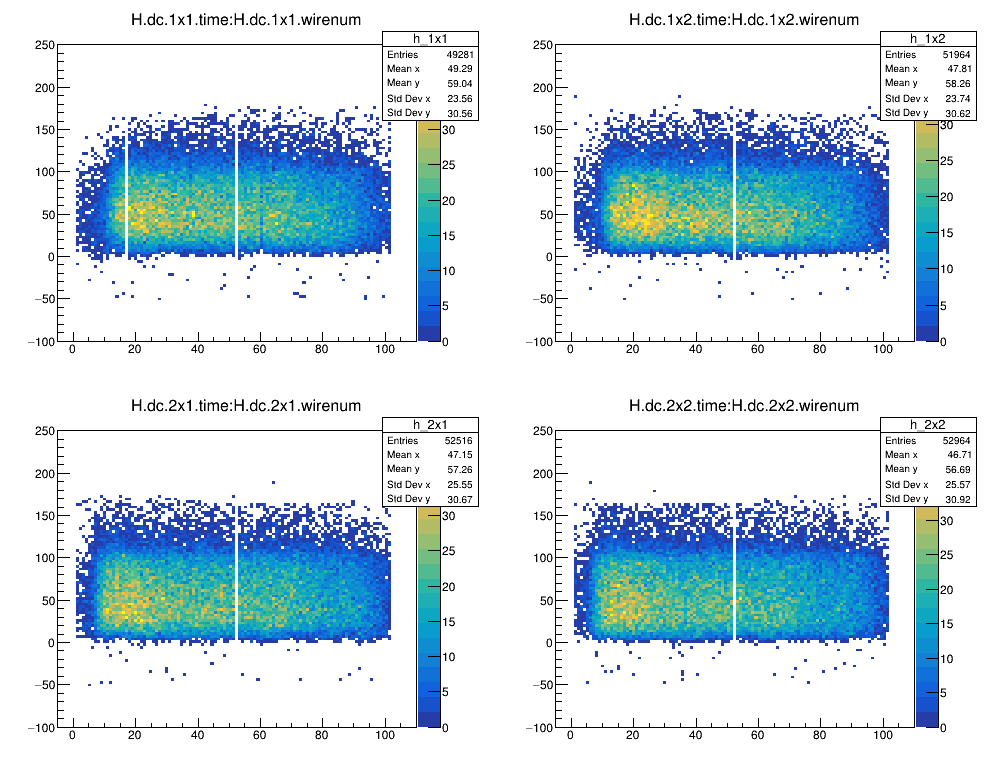 H.dc.1x1.time:H.dc.1x1.wirenum
h_1x1
Entries 49281
Mean x 49.29
Mean y 59.04
Std Dev x 23.56
Std Dev y 30.56
250
200
150
100
50
0
−50
−100
0 20 40 60 80 100
30
25
20
15
10
5
0
H.dc.1x2.time:H.dc.1x2.wirenum
h_1x2
Entries 51964
Mean x 47.81
Mean y 58.26
Std Dev x 23.74
Std Dev y 30.62
250
200
150
100
50
0
−50
−100
0 20 40 60 80 100
30
25
20
15
10
5
0
H.dc.2x1.time:H.dc.2x1.wirenum
h_2x1
Entries 52516
Mean x 47.15
Mean y 57.26
Std Dev x 25.55
Std Dev y 30.67
250
200
150
100
50
0
−50
−100
0 20 40 60 80 100
30
25
20
15
10
5
0
H.dc.2x2.time:H.dc.2x2.wirenum
h_2x2
Entries 52964
Mean x 46.71
Mean y 56.69
Std Dev x 25.57
Std Dev y 30.92
250
200
150
100
50
0
−50
−100
0 20 40 60 80 100
30
25
20
15
10
5
0